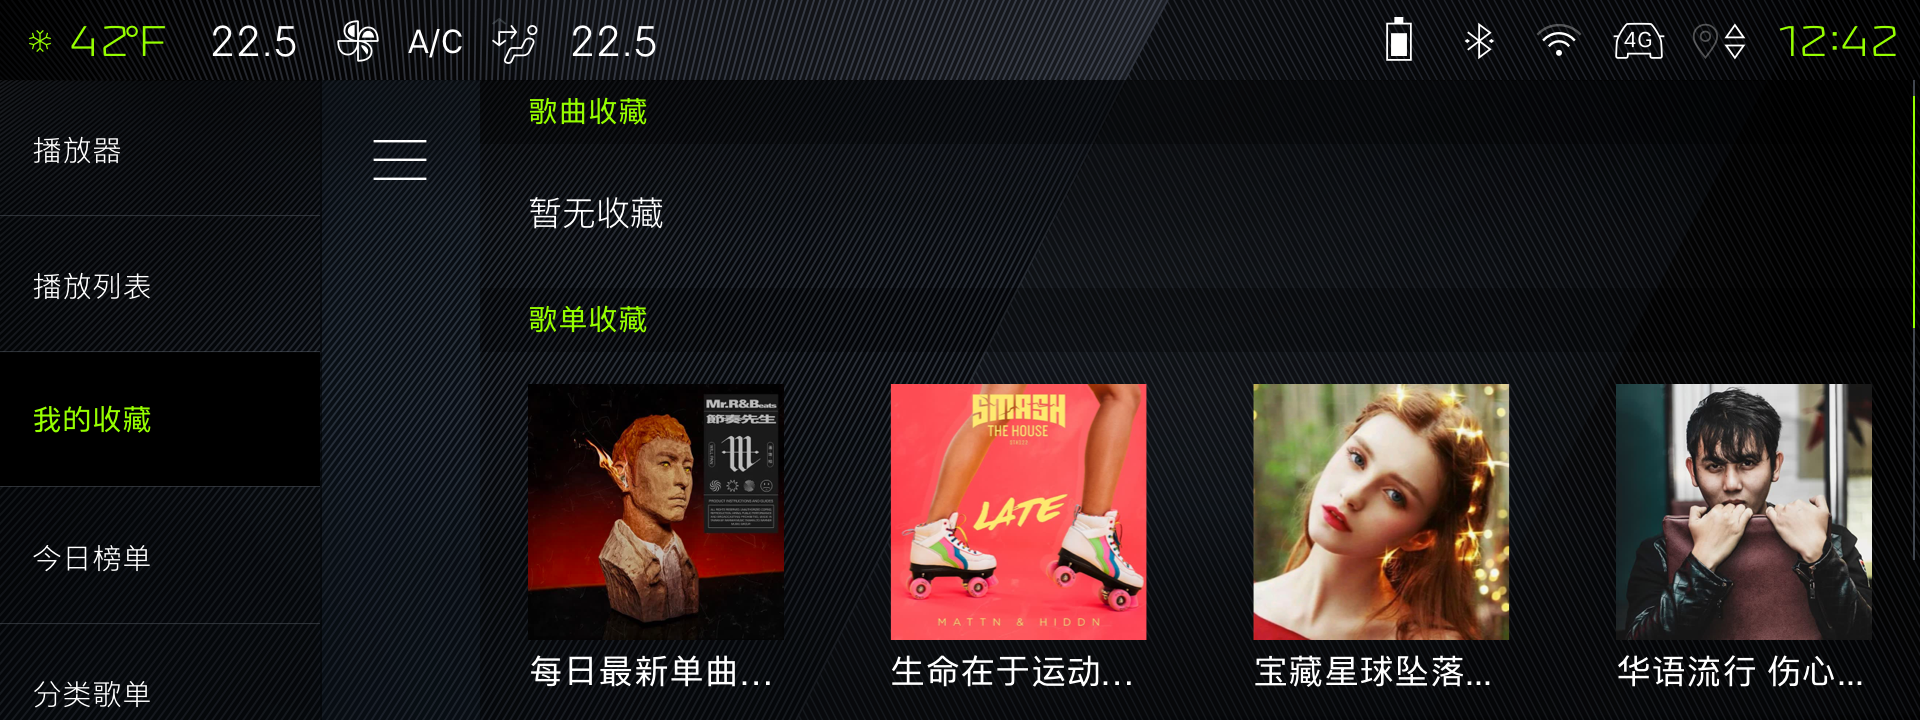 42°F 22.5 A/C 22.5 4G 12:42
播放器
播放列表
我的收藏
今日榜单
分类歌单
歌曲收藏
暂无收藏
歌单收藏
Mr.R&Beats
節奏先生
SMASH
THE HOUSE
LATE
MATTN & HIDDN
每日最新单曲...
生命在于运动...
宝藏星球坠落...
华语流行 伤心...